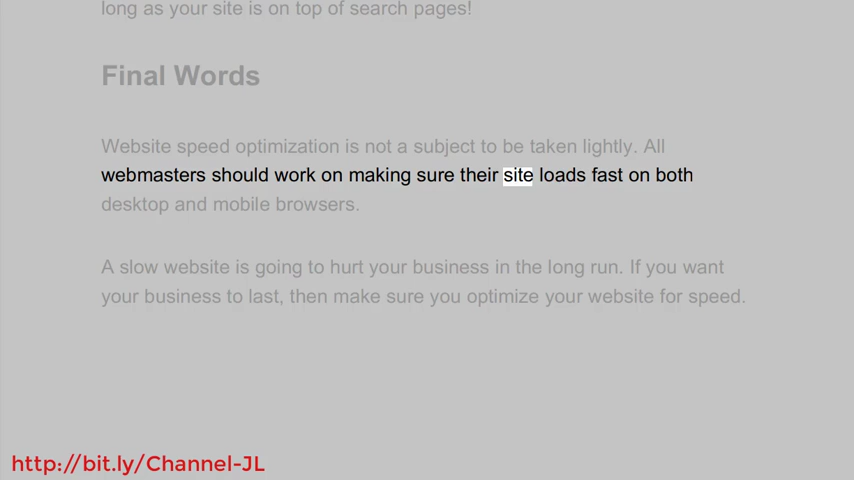 long as your site is on top of search pages!
Final Words
Website speed optimization is not a subject to be taken lightly. All
webmasters should work on making sure their site loads fast on both
desktop and mobile browsers.
A slow website is going to hurt your business in the long run. If you want
your business to last, then make sure you optimize your website for speed.
http://bit.ly/Channel-JL